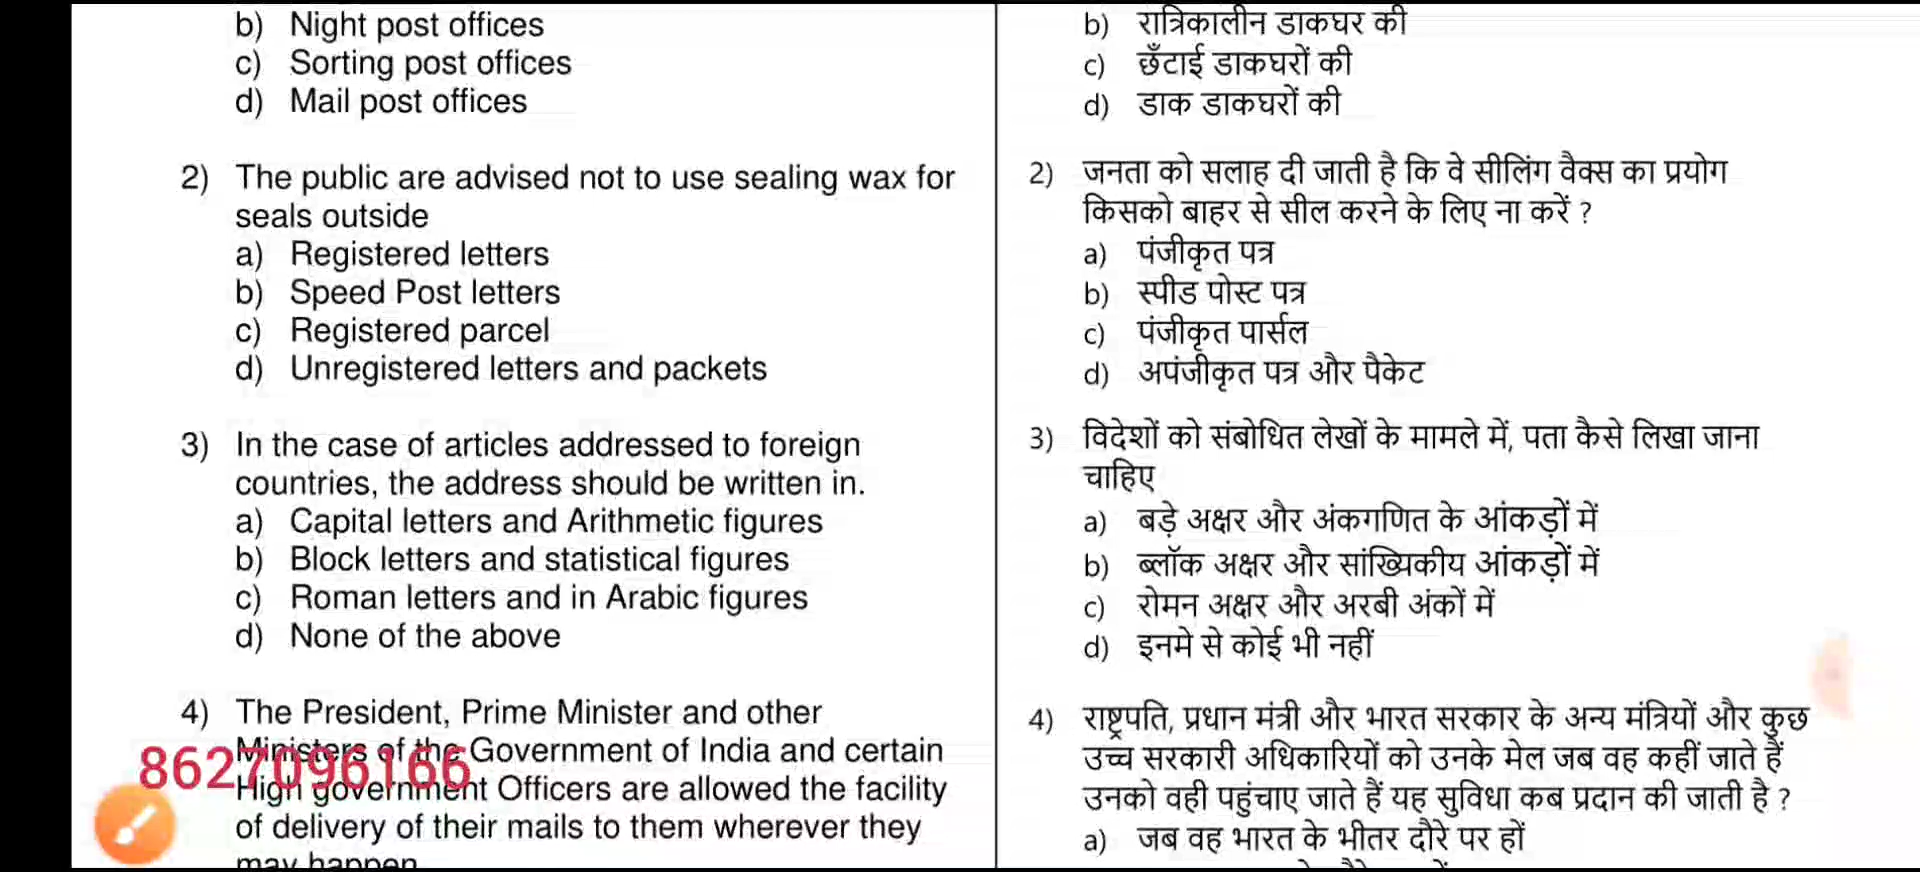 b) Night post offices
c) Sorting post offices
d) Mail post offices
2) The public are advised not to use sealing wax for
seals outside
a) Registered letters
b) Speed Post letters
c) Registered parcel
d) Unregistered letters and packets
3) In the case of articles addressed to foreign
countries, the address should be written in.
a) Capital letters and Arithmetic figures
b) Block letters and statistical figures
c) Roman letters and in Arabic figures
d) None of the above
4) The President, Prime Minister and other
Ministers of the Government of India and certain
High government Officers are allowed the facility
of delivery of their mails to them wherever they
may happen
8627096166
b) रात्रिकालीन डाकघर की
c) छँटाई डाकघरों की
d) डाक डाकघरों की
2) जनता को सलाह दी जाती है कि वे सीलिंग वैक्स का प्रयोग
किसको बाहर से सील करने के लिए ना करें ?
a) पंजीकृत पत्र
b) स्पीड पोस्ट पत्र
c) पंजीकृत पार्सल
d) अपंजीकृत पत्र और पैकेट
3) विदेशों को संबोधित लेखों के मामले में, पता कैसे लिखा जाना
चाहिए
a) बड़े अक्षर और अंकगणित के आंकड़ों में
b) ब्लॉक अक्षर और सांख्यिकीय आंकड़ों में
c) रोमन अक्षर और अरबी अंकों में
d) इनमे से कोई भी नहीं
4) राष्ट्रपति, प्रधान मंत्री और भारत सरकार के अन्य मंत्रियों और कुछ
उच्च सरकारी अधिकारियों को उनके मेल जब वह कहीं जाते हैं
उनको वही पहुंचाए जाते हैं यह सुविधा कब प्रदान की जाती है ?
a) जब वह भारत के भीतर दौरे पर हों